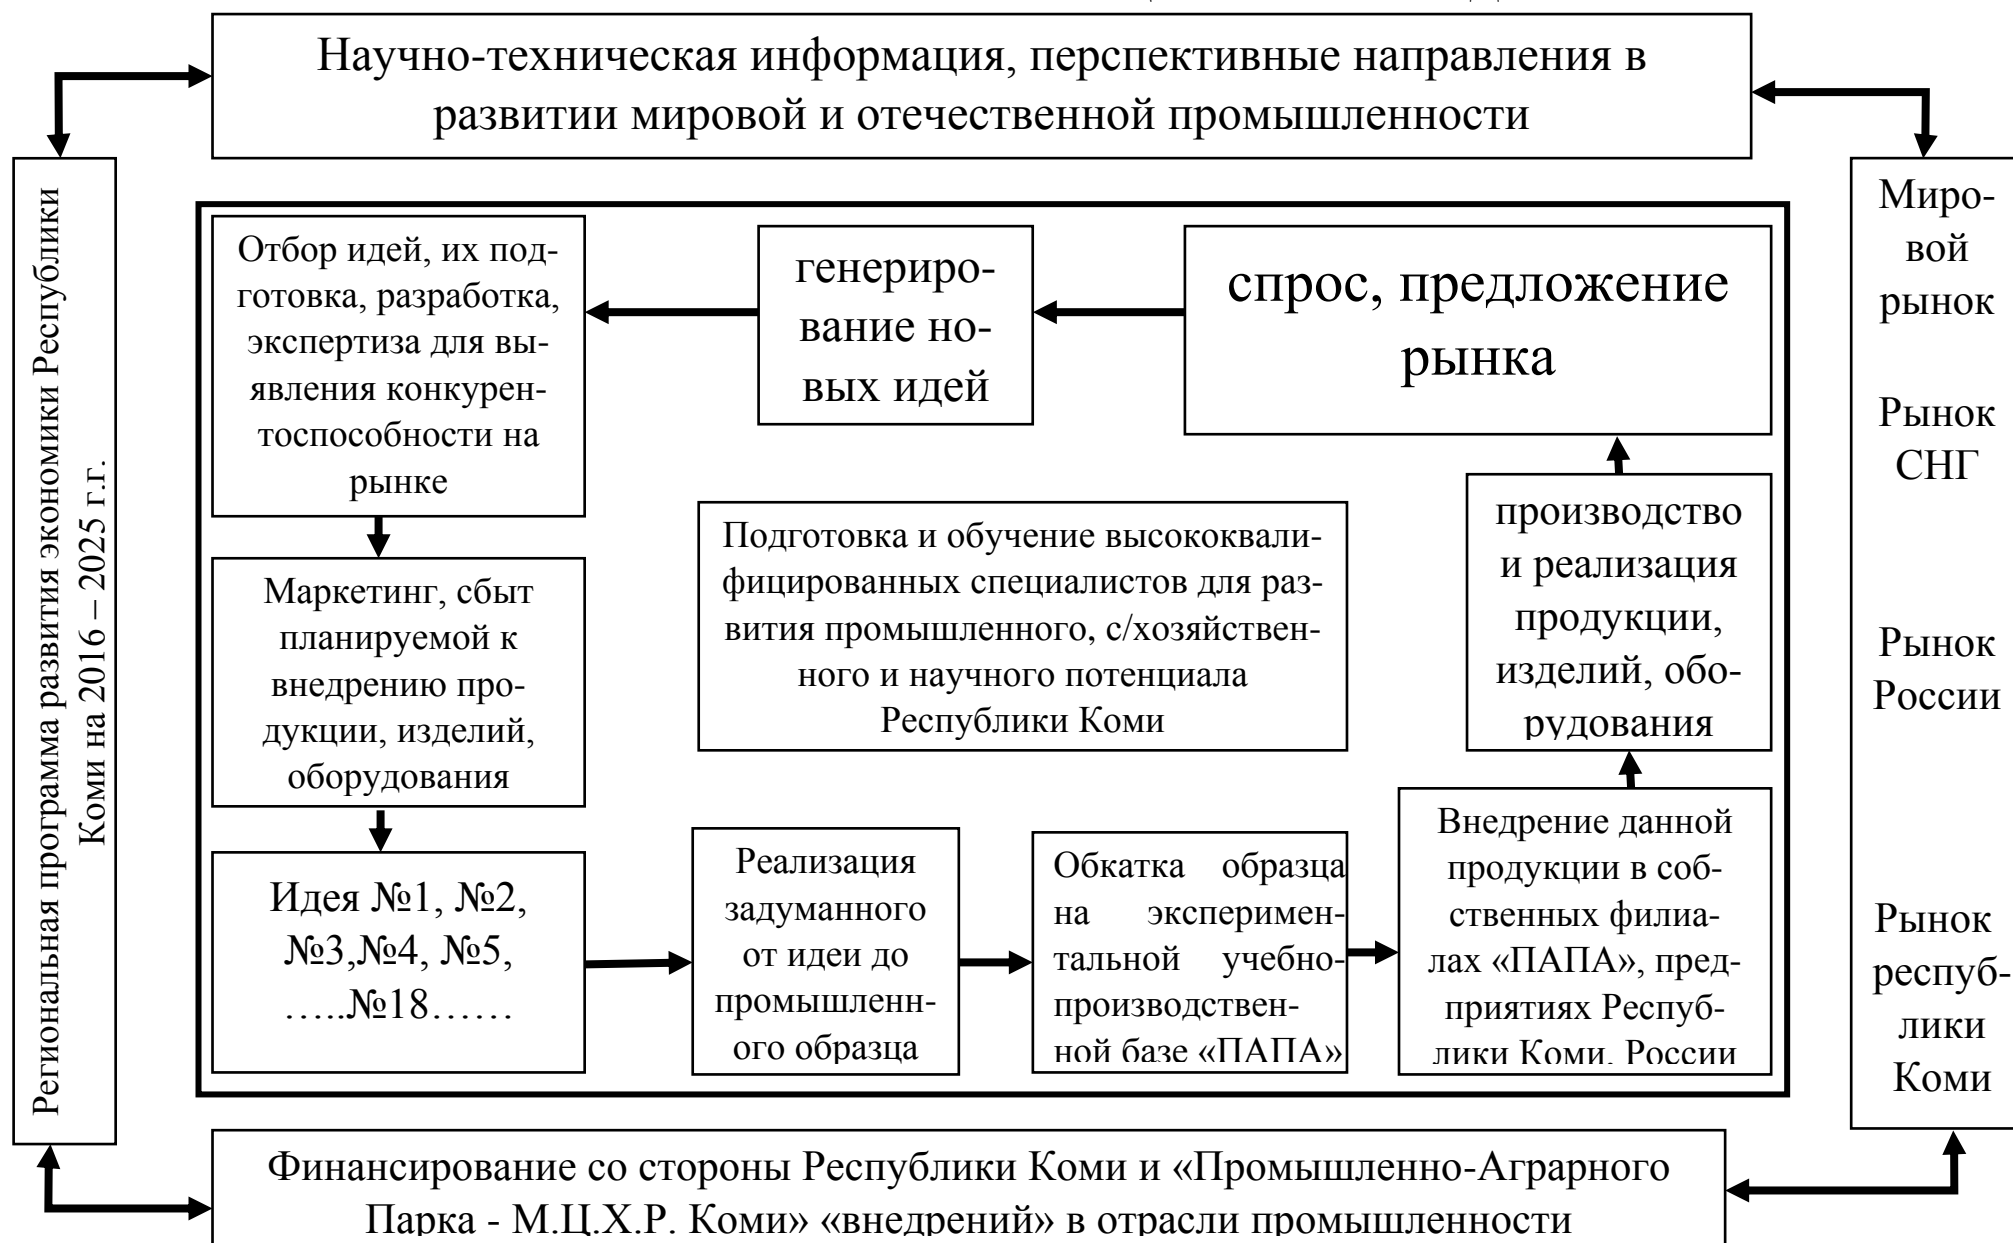 Научно-техническая информация, перспективные направления в
развитии мировой и отечественной промышленности
Региональная программа развития экономики Республики
Коми на 2016 – 2025 г.г.
Отбор идей, их под-
готовка, разработка,
экспертиза для вы-
явления конкурен-
тоспособности на
рынке
генериро-
вание но-
вых идей
спрос, предложение
рынка
Миро-
вой
рынок
Рынок
СНГ
Рынок
России
Рынок
респуб-
лики
Коми
Маркетинг, сбыт
планируемой к
внедрению про-
дукции, изделий,
оборудования
Подготовка и обучение высококвали-
фицированных специалистов для раз-
вития промышленного, с/хозяйствен-
ного и научного потенциала
Республики Коми
производство
и реализация
продукции,
изделий, обо-
рудования
Идея №1, №2,
№3,№4, №5,
…..№18……
Реализация
задуманного
от идеи до
промышленн-
ого образца
Обкатка образца
на эксперимен-
тальной учебно-
производствен-
ной базе «ПАПА»
Внедрение данной
продукции в соб-
ственных филиа-
лах «ПАПА», пред-
приятиях Респуб-
лики Коми, России
Финансирование со стороны Республики Коми и «Промышленно-Аграрного
Парка - М.Ц.Х.Р. Коми» «внедрений» в отрасли промышленности